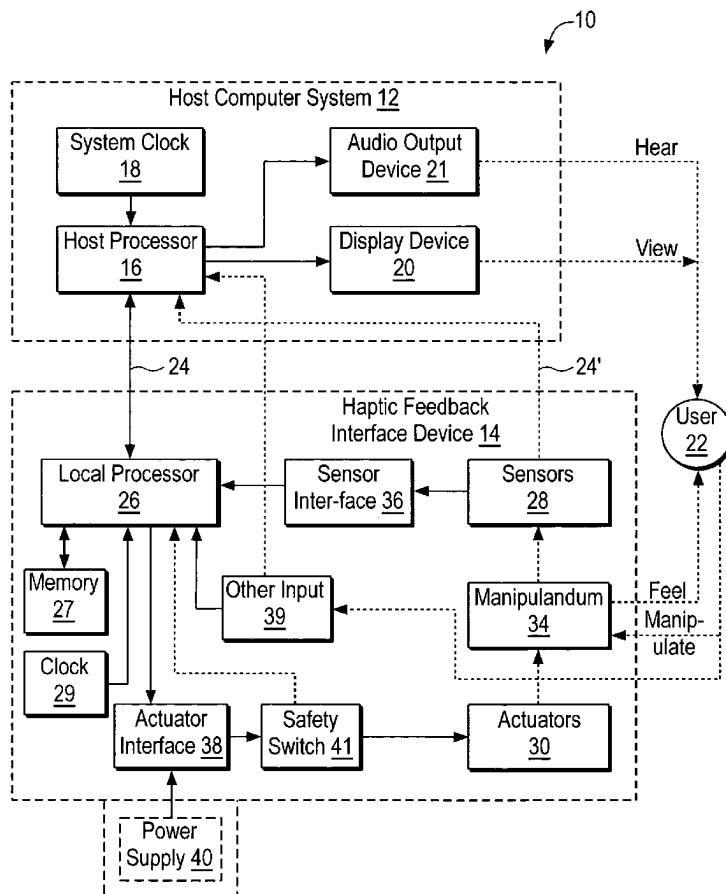 10
Host Computer System 12
System Clock
18
Audio Output
Device 21
Hear
Host Processor
16
Display Device
20
View
24
24'
Haptic Feedback
Interface Device 14
User
22
Local Processor
26
Sensor
Inter-face 36
Sensors
28
Memory
27
Other Input
39
Manipulandum
34
Feel
Manip-
ulate
Clock
29
Actuator
Interface 38
Safety
Switch 41
Actuators
30
Power
Supply 40